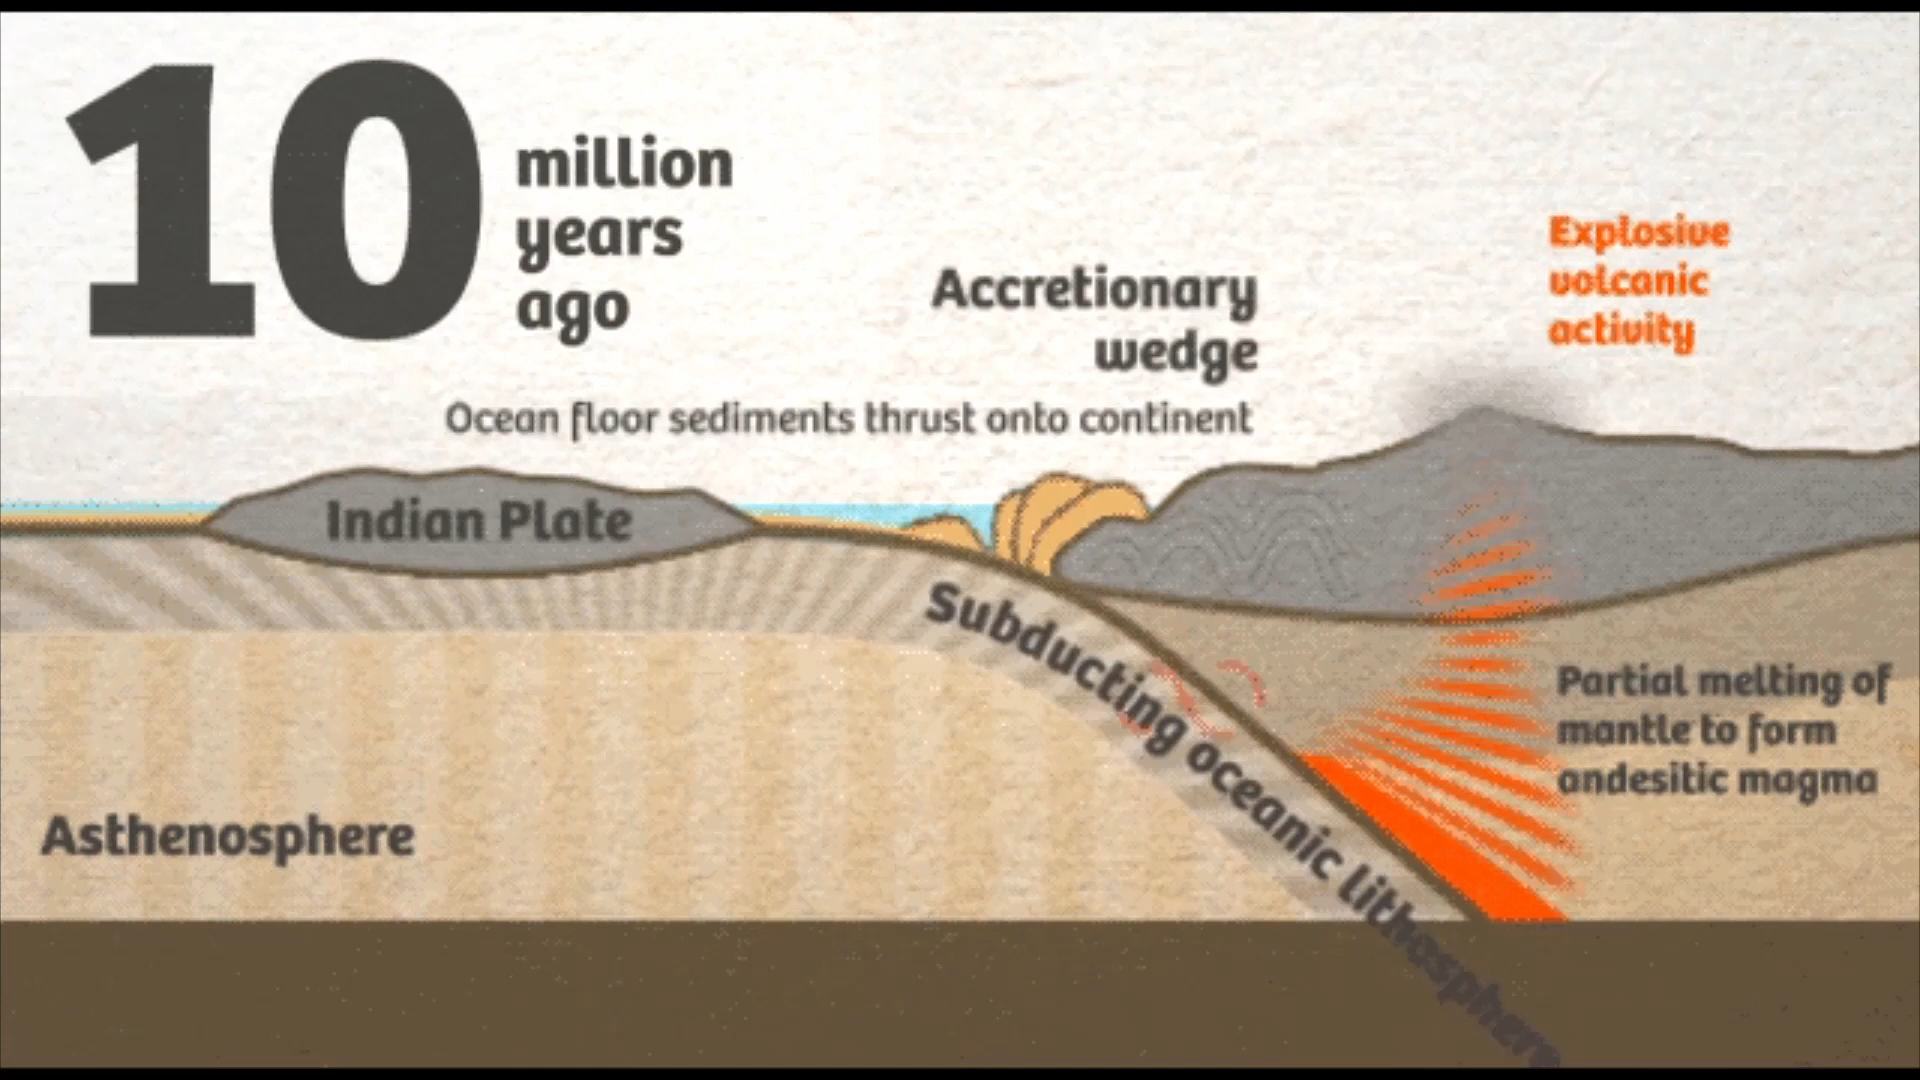 10
million
years
ago
Explosive
volcanic
activity
Accretionary
wedge
Ocean floor sediments thrust onto continent
Indian Plate
Subducting oceanic lithosphere
Partial melting of
mantle to form
andesitic magma
Asthenosphere